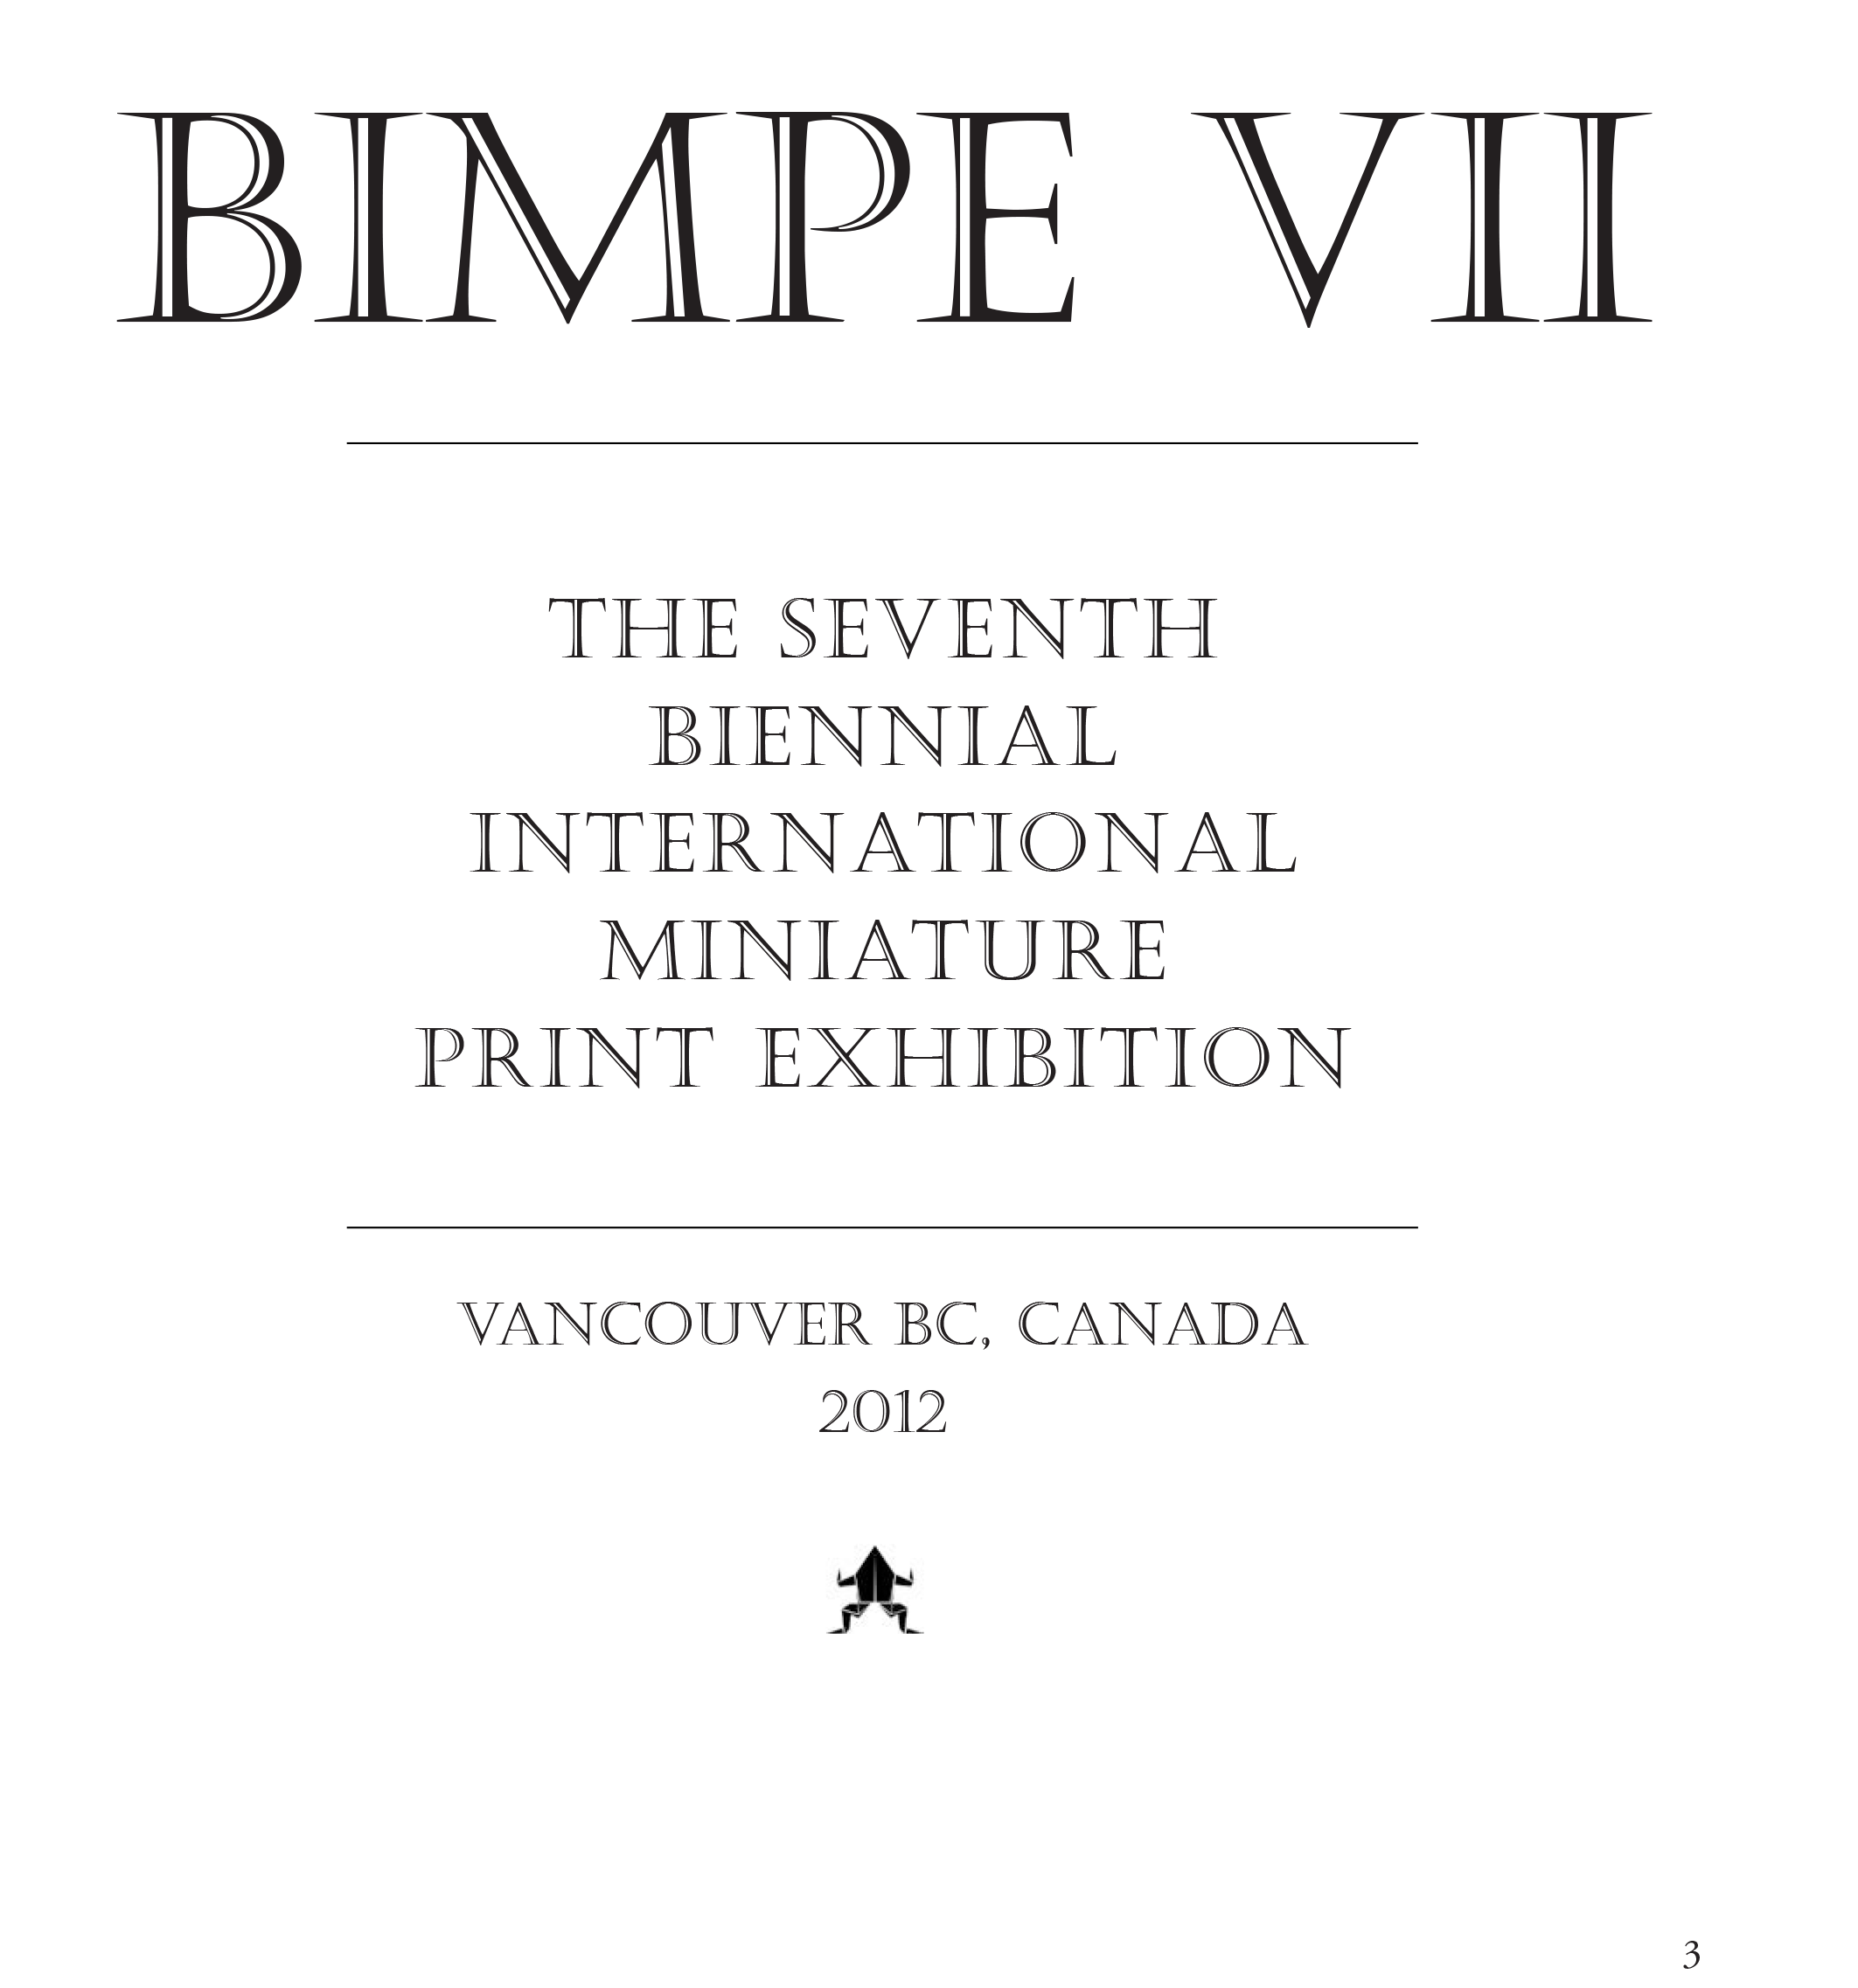 BIMPE VII
THE SEVENTH
BIENNIAL
INTERNATIONAL
MINIATURE
PRINT EXHIBITION
VANCOUVER BC, CANADA
2012
3